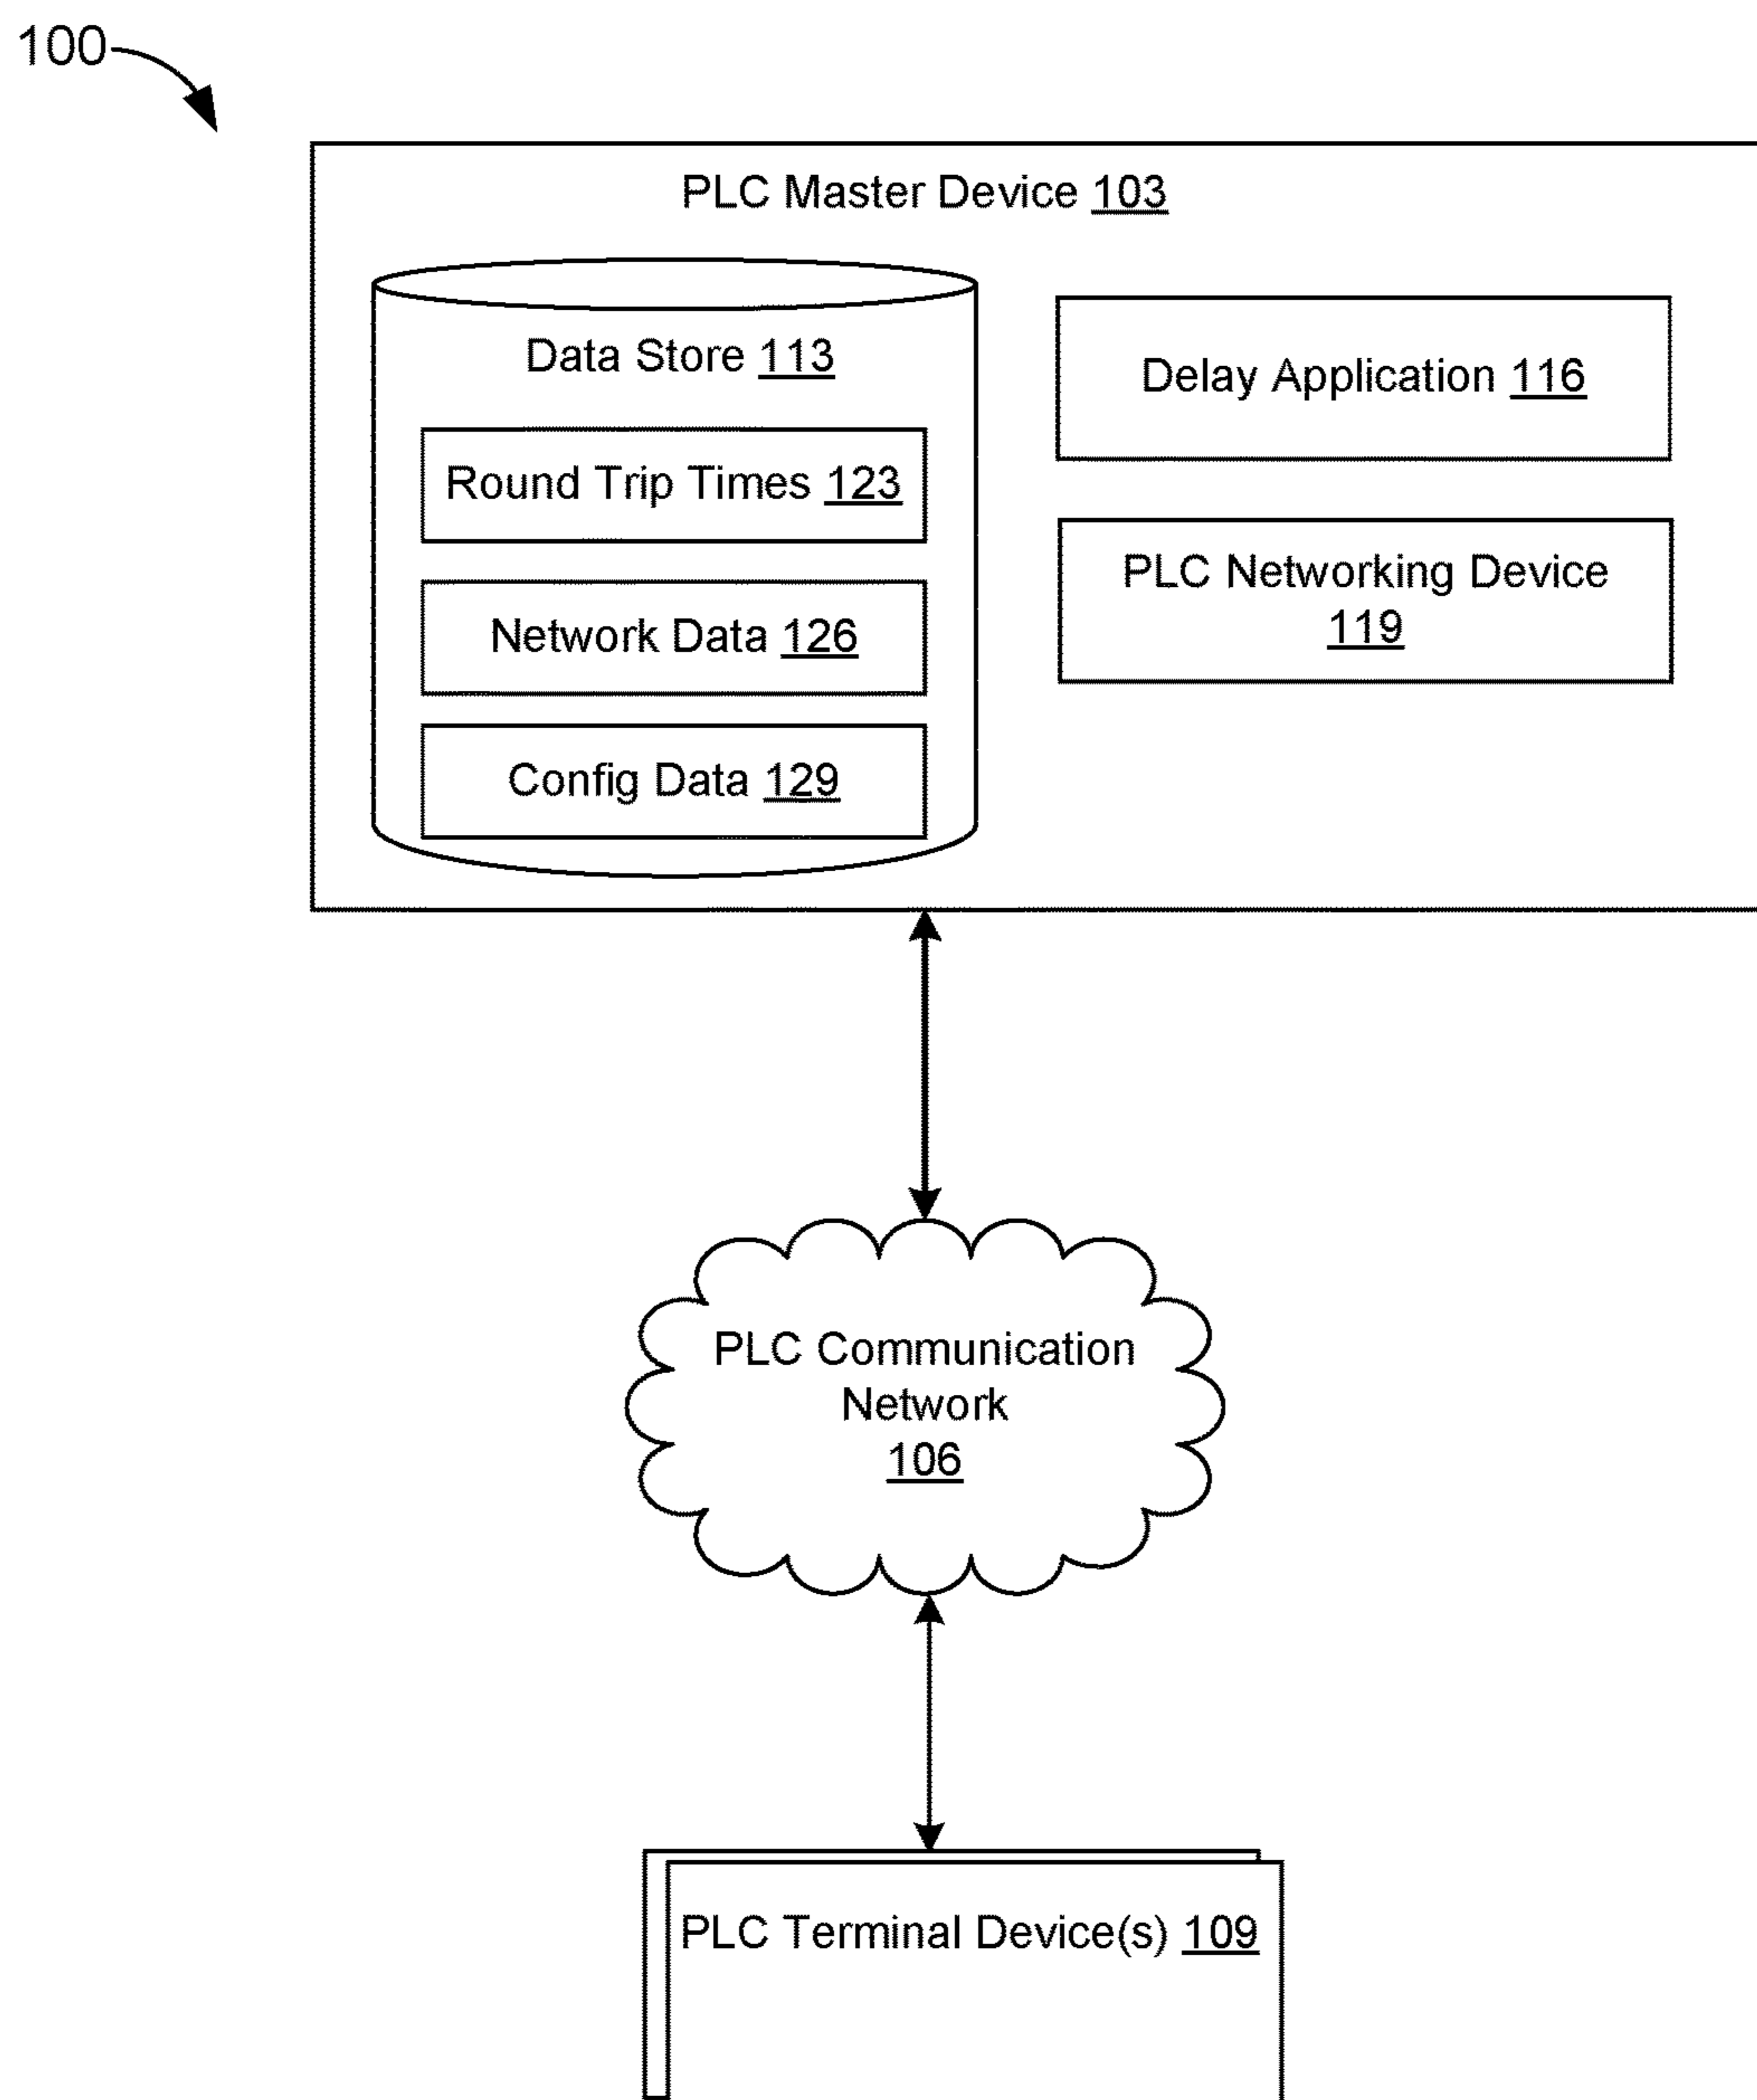 100
PLC Master Device 103
Data Store 113
Delay Application 116
Round Trip Times 123
PLC Networking Device
119
Network Data 126
Config Data 129
PLC Communication
Network
106
PLC Terminal Device(s) 109